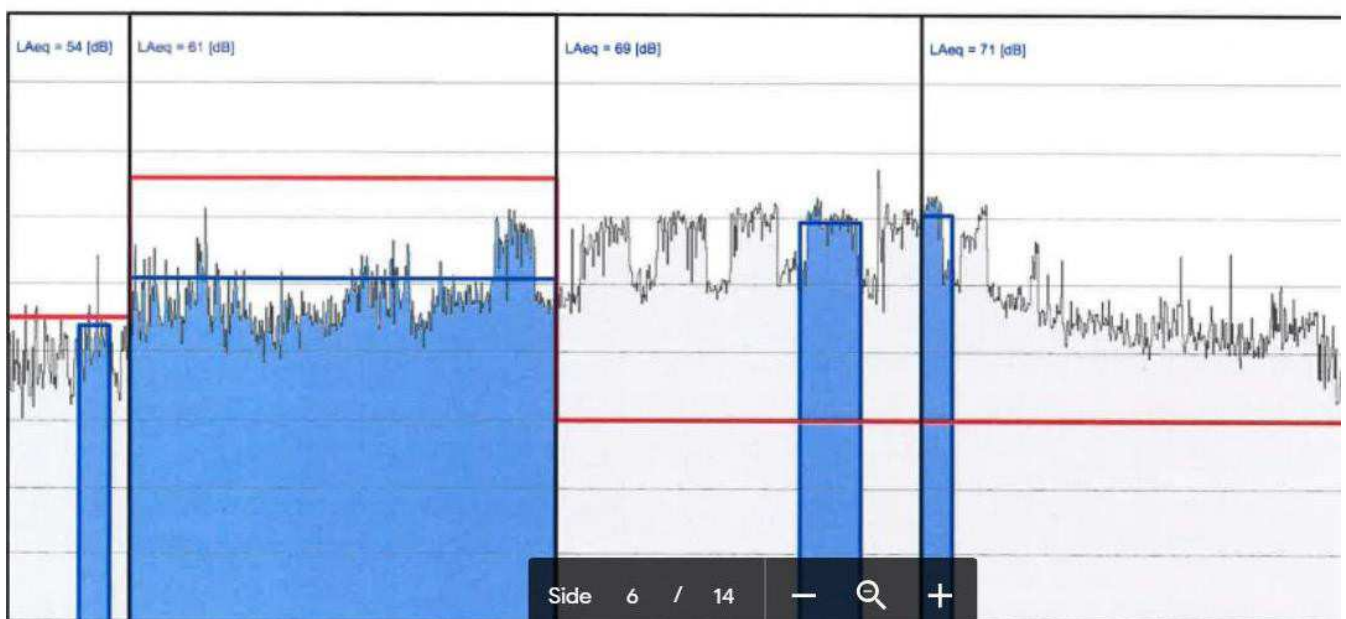 LAeq = 54 [dB]
LAeq = 61 [dB]
LAeq = 69 [dB]
LAeq = 71 [dB]
Side 6 / 14